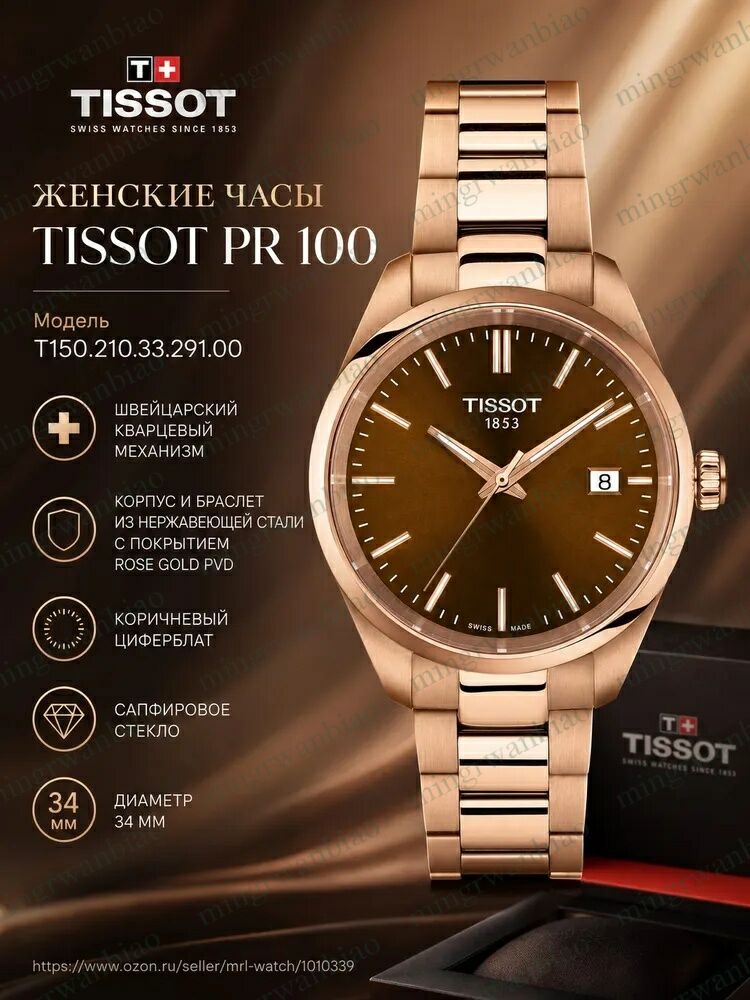 TISSOT
SWISS WATCHES SINCE 1853
ЖЕНСКИЕ ЧАСЫ
TISSOT PR 100
Модель
T150.210.33.291.00
ШВЕЙЦАРСКИЙ
КВАРЦЕВЫЙ
МЕХАНИЗМ
КОРПУС И БРАСЛЕТ
ИЗ НЕРЖАВЕЮЩЕЙ СТАЛИ
С ПОКРЫТИЕМ
ROSE GOLD PVD
КОРИЧНЕВЫЙ
ЦИФЕРБЛАТ
САПФИРОВОЕ
СТЕКЛО
34
ММ
ДИАМЕТР
34 ММ
TISSOT
1853
8
SWISS MADE
TISSOT
SWISS WATCHES SINCE 1853
https://www.ozon.ru/seller/mrl-watch/1010339
mingrwanbiao